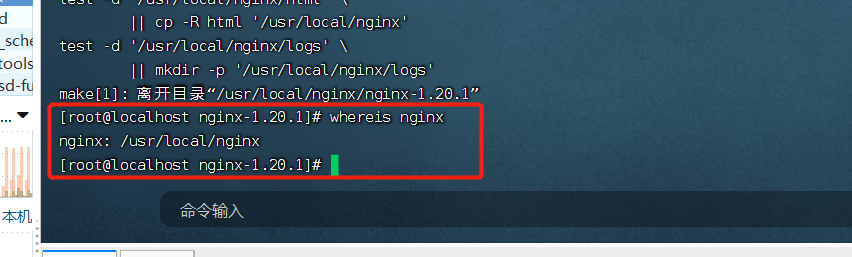 test -d '/usr/local/nginx/html' \
|| cp -R html '/usr/local/nginx'
test -d '/usr/local/nginx/logs' \
|| mkdir -p '/usr/local/nginx/logs'
make[1]: 离开目录“/usr/local/nginx/nginx-1.20.1”
[root@localhost nginx-1.20.1]# whereis nginx
nginx: /usr/local/nginx
[root@localhost nginx-1.20.1]#
命令输入
d
_sche
tools
sd-fu
...
本机